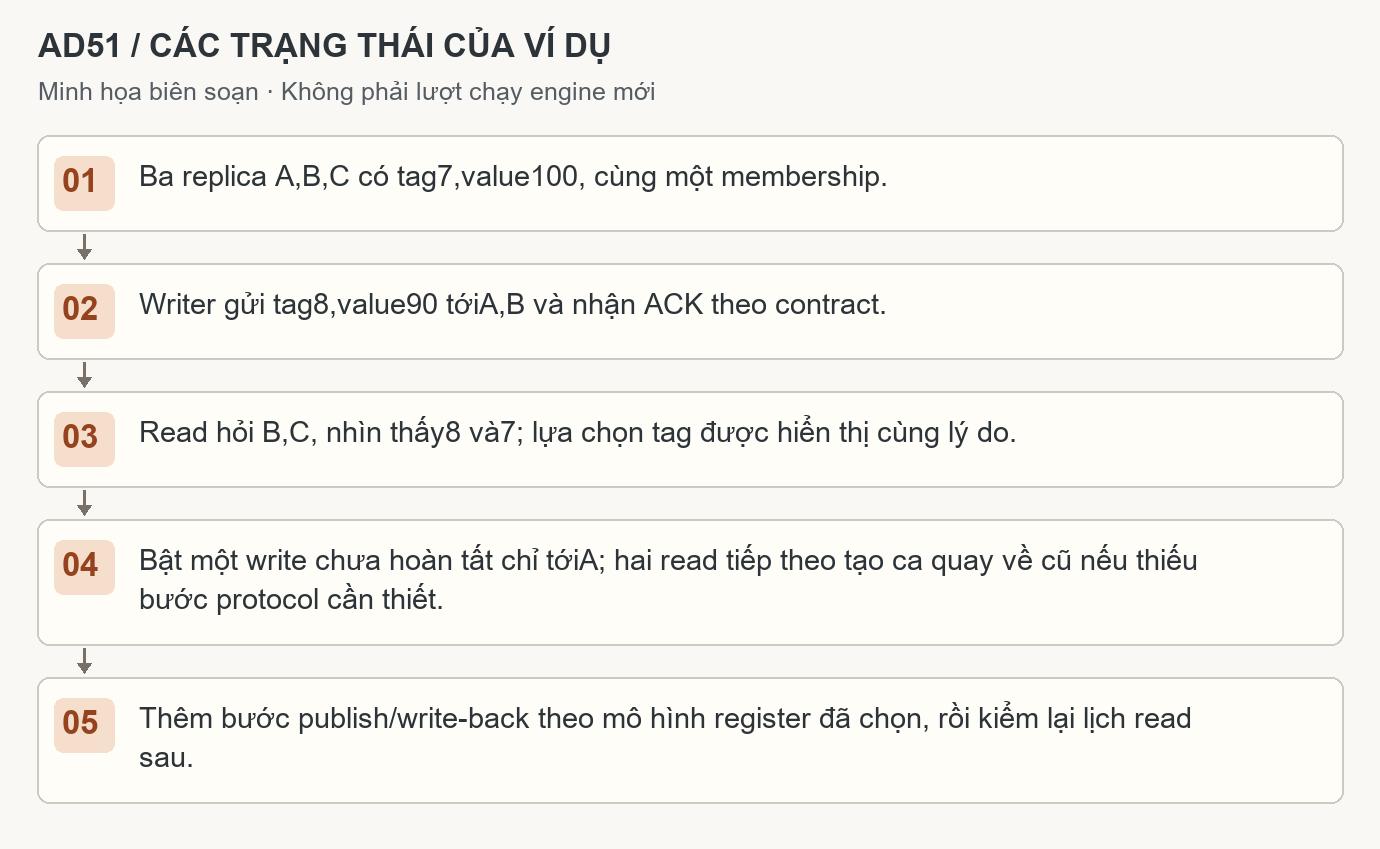 AD51 / CÁC TRẠNG THÁI CỦA VÍ DỤ
Minh họa biên soạn · Không phải lượt chạy engine mới
01
Ba replica A,B,C có tag7,value100, cùng một membership.
02
Writer gửi tag8,value90 tớiA,B và nhận ACK theo contract.
03
Read hỏi B,C, nhìn thấy8 và7; lựa chọn tag được hiển thị cùng lý do.
04
Bật một write chưa hoàn tất chỉ tớiA; hai read tiếp theo tạo ca quay về cũ nếu thiếu
bước protocol cần thiết.
05
Thêm bước publish/write-back theo mô hình register đã chọn, rồi kiểm lại lịch read
sau.